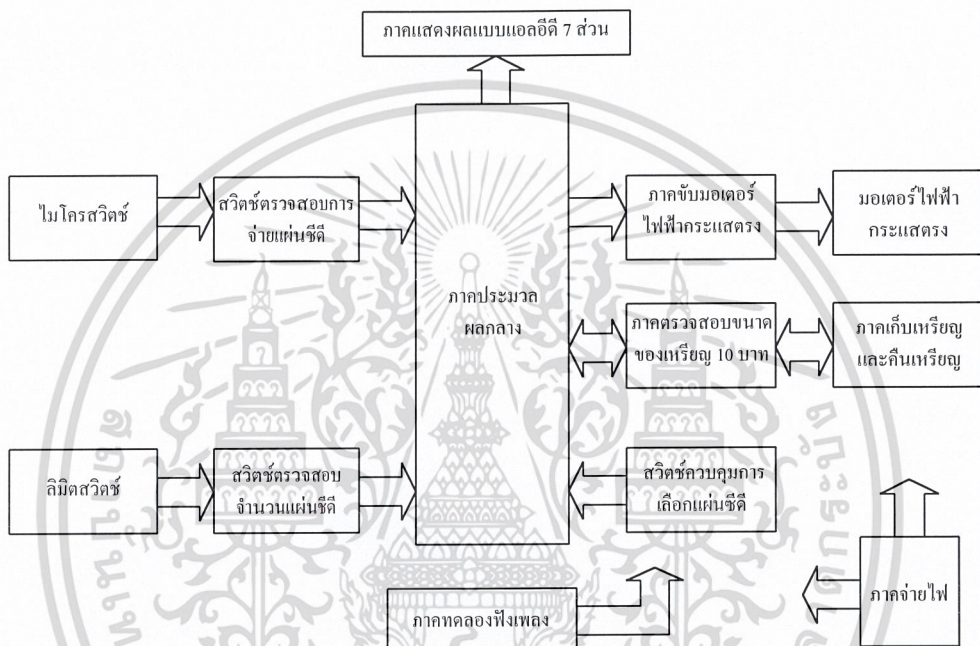 ภาคแสดงผลแบบแอลอีดี 7 ส่วน
ไมโครสวิตช์
สวิตช์ตรวจสอบการ
จ่ายแผ่นซีดี
ภาคประมวล
ผลกลาง
ภาคขับมอเตอร์
ไฟฟ้ากระแสตรง
มอเตอร์ไฟฟ้า
กระแสตรง
ภาคตรวจสอบขนาด
ของเหรียญ 10 บาท
ภาคเก็บเหรียญ
และคืนเหรียญ
ลิมิตสวิตช์
สวิตช์ตรวจสอบ
จำนวนแผ่นซีดี
สวิตช์ควบคุมการ
เลือกแผ่นซีดี
ภาคทดลองฟังเพลง
ภาคจ่ายไฟ